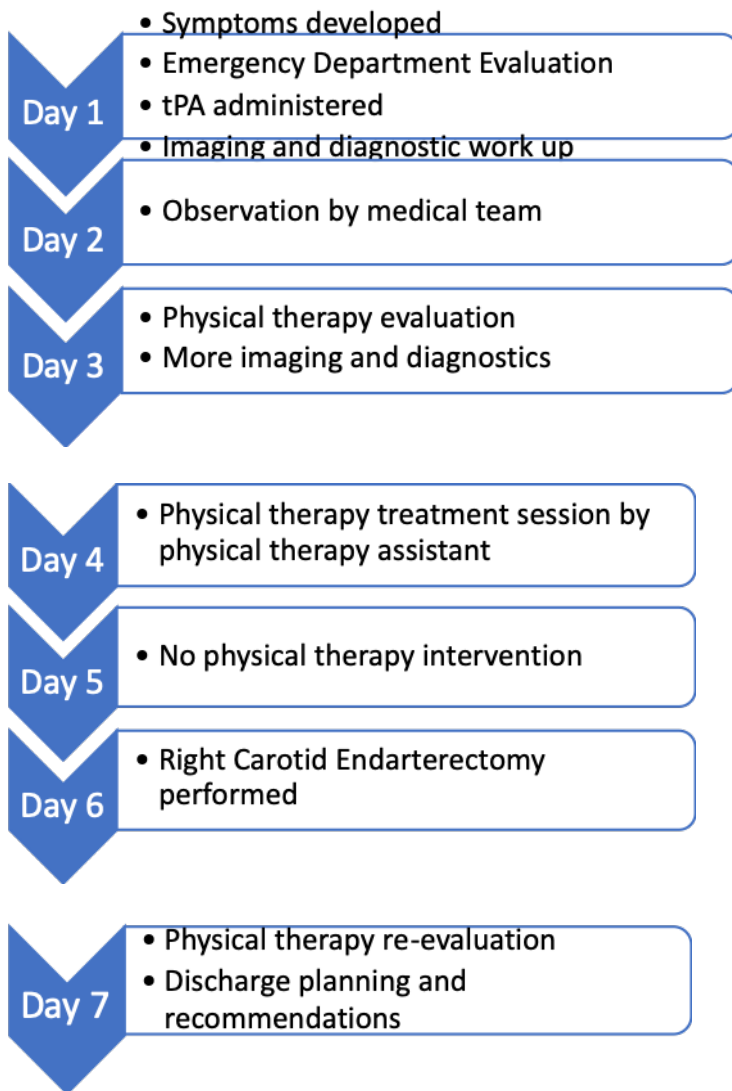 • Symptoms developed
Day 1
• Emergency Department Evaluation
• tPA administered
• Imaging and diagnostic work up
Day 2
• Observation by medical team
Day 3
• Physical therapy evaluation
• More imaging and diagnostics
Day 4
• Physical therapy treatment session by
physical therapy assistant
Day 5
• No physical therapy intervention
Day 6
• Right Carotid Endarterectomy
performed
Day 7
• Physical therapy re-evaluation
• Discharge planning and
recommendations